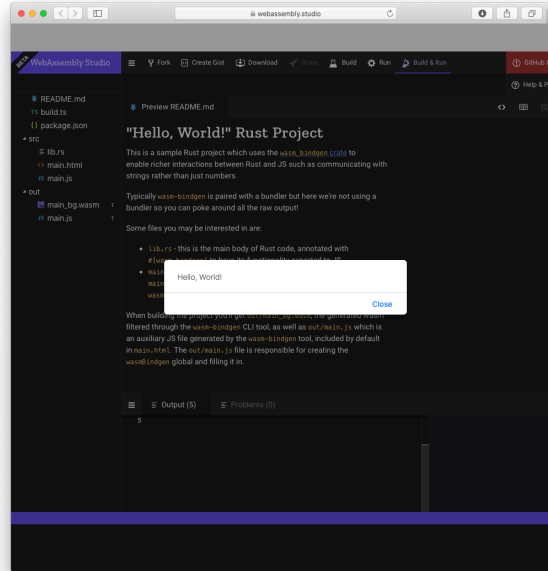 webassembly.studio
BETA
WebAssembly Studio
Fork
Create Gist
Download
Share
Build
Run
Build & Run
GitHub
Help & P
README.md
TS build.ts
{} package.json
src
lib.rs
main.html
JS main.js
out
main_bg.wasm T
JS main.js T
Preview README.md
"Hello, World!" Rust Project
This is a sample Rust project which uses the wasm_bindgen crate to
enable richer interactions between Rust and JS such as communicating with
strings rather than just numbers.
Typically wasm-bindgen is paired with a bundler but here we're not using a
bundler so you can poke around all the raw output!
Some files you may be interested in are:
lib.rs - this is the main body of Rust code, annotated with
main
main
wasm
Hello, World!
Close
When building the project you'll get out/main_bg.wasm, the generated wasm
filtered through the wasm-bindgen CLI tool, as well as out/main.js which is
an auxiliary JS file generated by the wasm-bindgen tool, included by default
in main.html. The out/main.js file is responsible for creating the
wasmBindgen global and filling it in.
Output (5)
Problems (0)
5